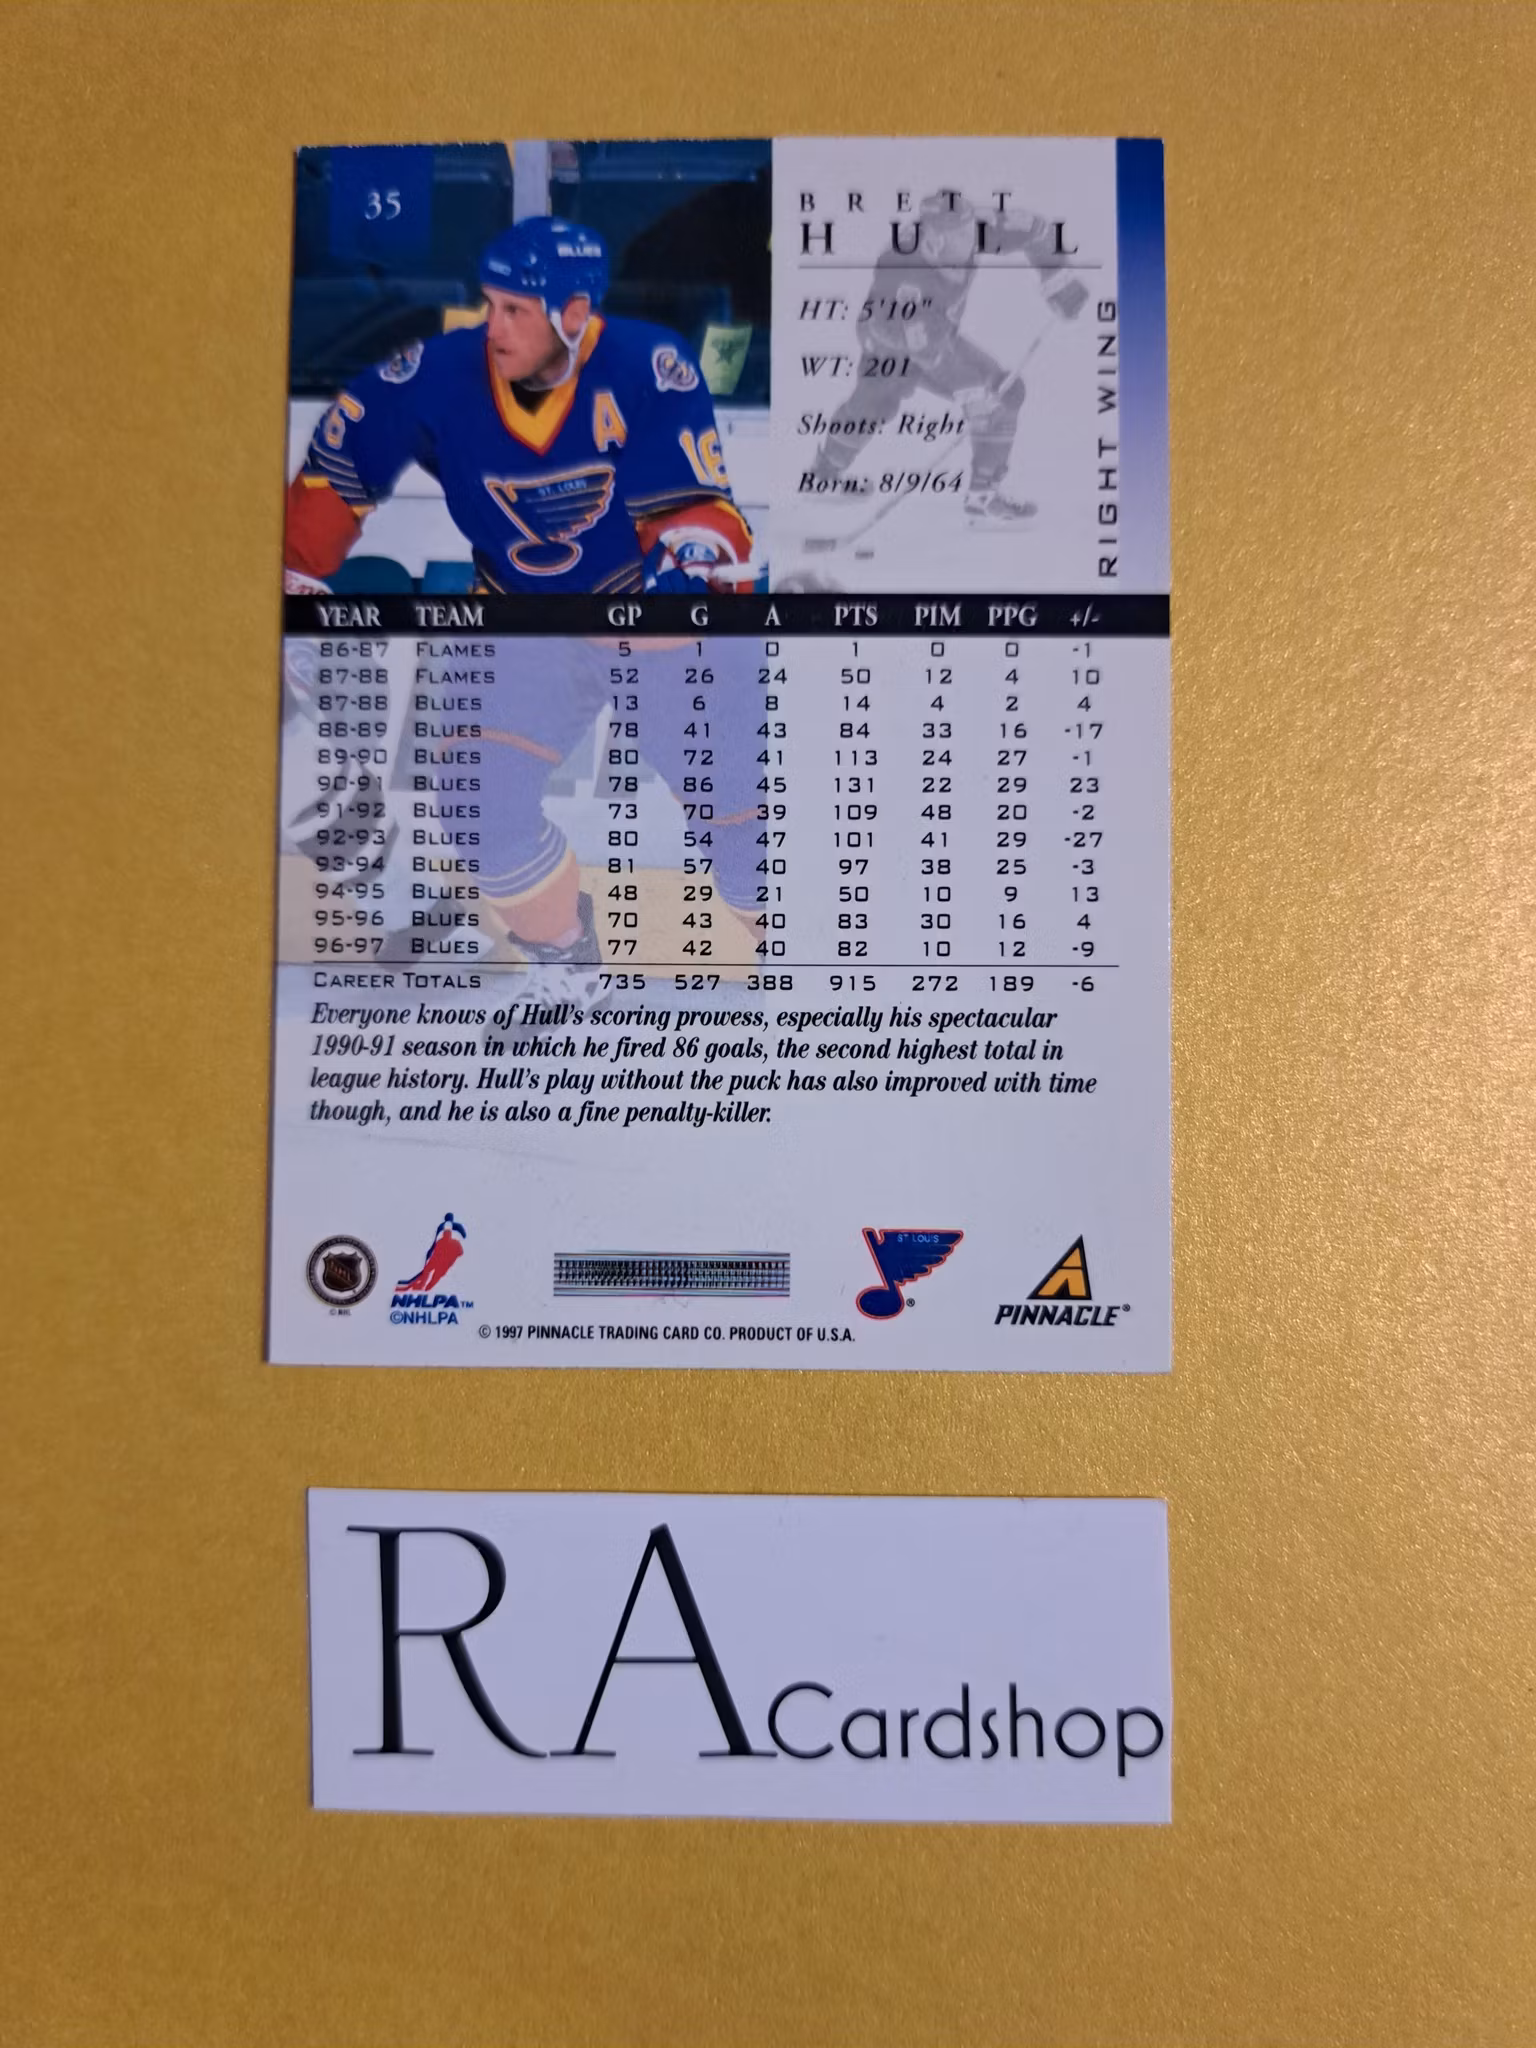 35
BRETT
HULL
HT: 5'10"
WT: 201
Shoots: Right
Born: 8/9/64
RIGHT WING
BLUES
A
16
ST. LOUIS
YEAR TEAM GP G A PTS PIM PPG +/-
86-87 FLAMES 5 1 0 1 0 0 -1
87-88 FLAMES 52 26 24 50 12 4 10
87-88 BLUES 13 6 8 14 4 2 4
88-89 BLUES 78 41 43 84 33 16 -17
89-90 BLUES 80 72 41 113 24 27 -1
90-91 BLUES 78 86 45 131 22 29 23
91-92 BLUES 73 70 39 109 48 20 -2
92-93 BLUES 80 54 47 101 41 29 -27
93-94 BLUES 81 57 40 97 38 25 -3
94-95 BLUES 48 29 21 50 10 9 13
95-96 BLUES 70 43 40 83 30 16 4
96-97 BLUES 77 42 40 82 10 12 -9
CAREER TOTALS 735 527 388 915 272 189 -6
Everyone knows of Hull's scoring prowess, especially his spectacular
1990-91 season in which he fired 86 goals, the second highest total in
league history. Hull's play without the puck has also improved with time
though, and he is also a fine penalty-killer.
NHL
© NHL
NHLPA™
©NHLPA
ST LOUIS
®
PINNACLE®
© 1997 PINNACLE TRADING CARD CO. PRODUCT OF U.S.A.
RA Cardshop